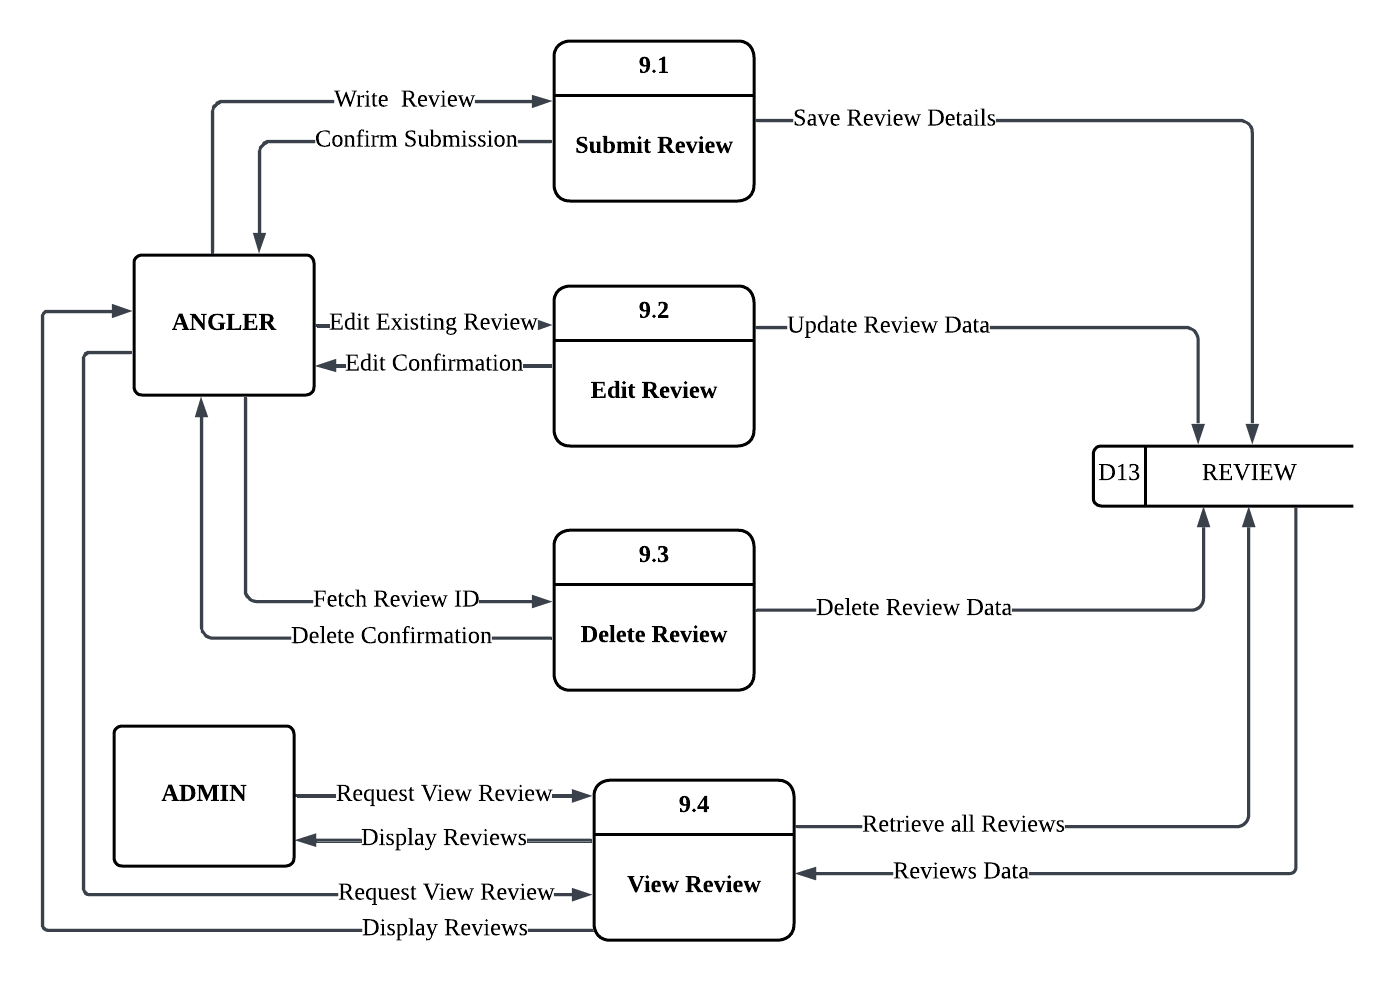 9.1
Write  Review
Save Review Details
Confirm Submission
Submit Review
9.2
ANGLER
Edit Existing Review
Update Review Data
Edit Confirmation
Edit Review
D13
REVIEW
9.3
Fetch Review ID
Delete Review Data
Delete Confirmation
Delete Review
ADMIN
Request View Review
9.4
Retrieve all Reviews
Display Reviews
Reviews Data
View Review
Request View Review
Display Reviews